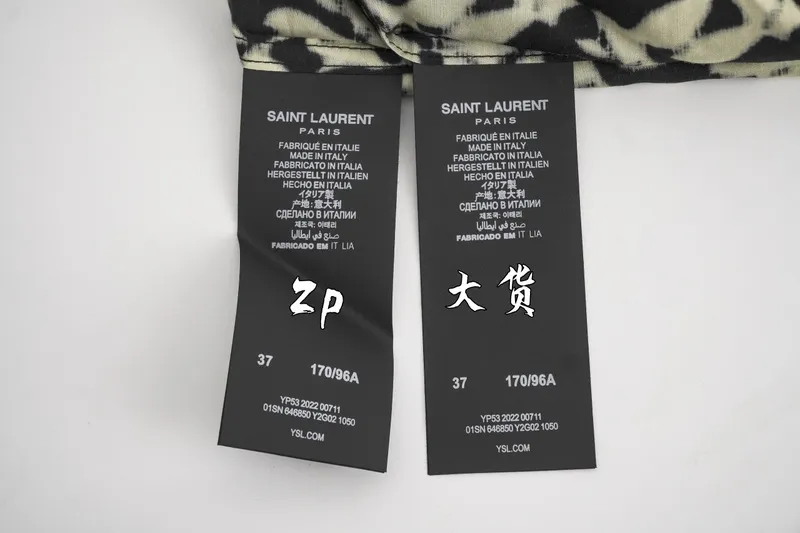 SAINT LAURENT
PARIS
FABRIQUÉ EN ITALIE
MADE IN ITALY
FABBRICATO IN ITALIA
HERGESTELLT IN ITALIEN
HECHO EN ITALIA
イタリア製
产地:意大利
СДЕЛАНО В ИТАЛИИ
제조국: 이태리
صنع في ايطاليا
FABRICADO EM IT LIA
zp
37 170/96A
YP53 2022 00711
01SN 646850 Y2G02 1050
YSL.COM
SAINT LAURENT
PARIS
FABRIQUÉ EN ITALIE
MADE IN ITALY
FABBRICATO IN ITALIA
HERGESTELLT IN ITALIEN
HECHO EN ITALIA
イタリア製
产地:意大利
СДЕЛАНО В ИТАЛИИ
제조국: 이태리
صنع في ايطاليا
FABRICADO EM IT LIA
大货
37 170/96A
YP53 2022 00711
01SN 646850 Y2G02 1050
YSL.COM